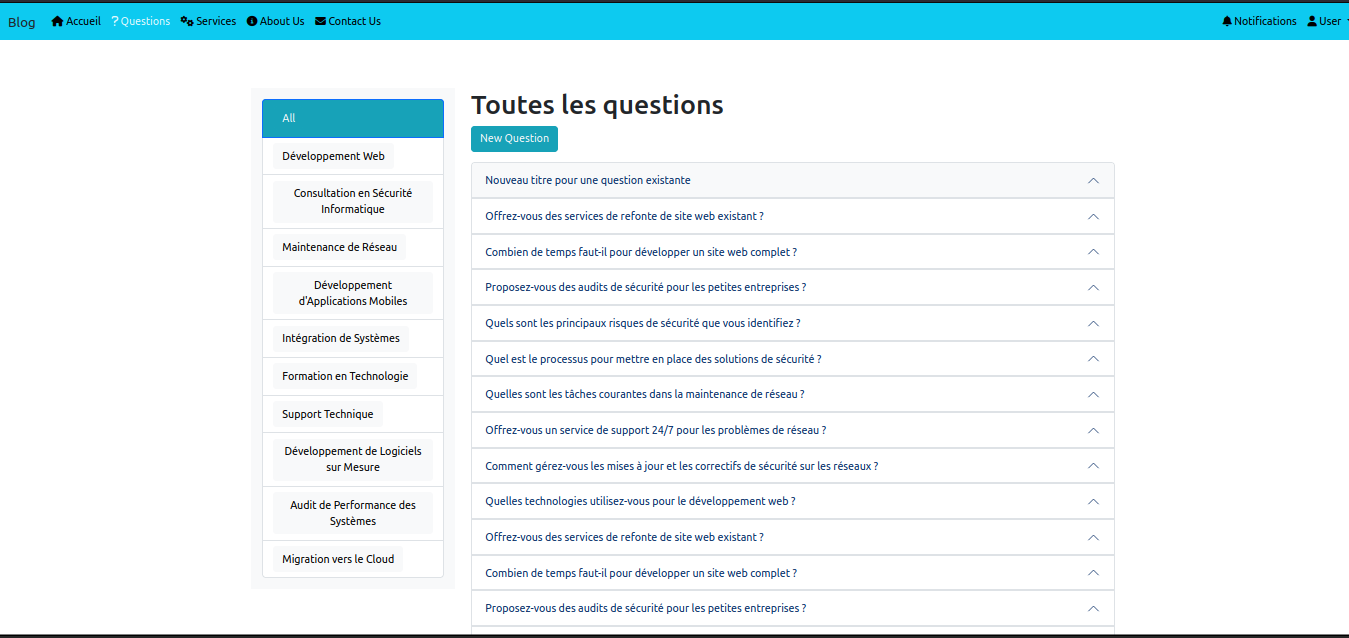 Blog Accueil ? Questions Services About Us Contact Us Notifications User
All
Développement Web
Consultation en Sécurité
Informatique
Maintenance de Réseau
Développement
d'Applications Mobiles
Intégration de Systèmes
Formation en Technologie
Support Technique
Développement de Logiciels
sur Mesure
Audit de Performance des
Systèmes
Migration vers le Cloud
Toutes les questions
New Question
Nouveau titre pour une question existante
Offrez-vous des services de refonte de site web existant ?
Combien de temps faut-il pour développer un site web complet ?
Proposez-vous des audits de sécurité pour les petites entreprises ?
Quels sont les principaux risques de sécurité que vous identifiez ?
Quel est le processus pour mettre en place des solutions de sécurité ?
Quelles sont les tâches courantes dans la maintenance de réseau ?
Offrez-vous un service de support 24/7 pour les problèmes de réseau ?
Comment gérez-vous les mises à jour et les correctifs de sécurité sur les réseaux ?
Quelles technologies utilisez-vous pour le développement web ?
Offrez-vous des services de refonte de site web existant ?
Combien de temps faut-il pour développer un site web complet ?
Proposez-vous des audits de sécurité pour les petites entreprises ?